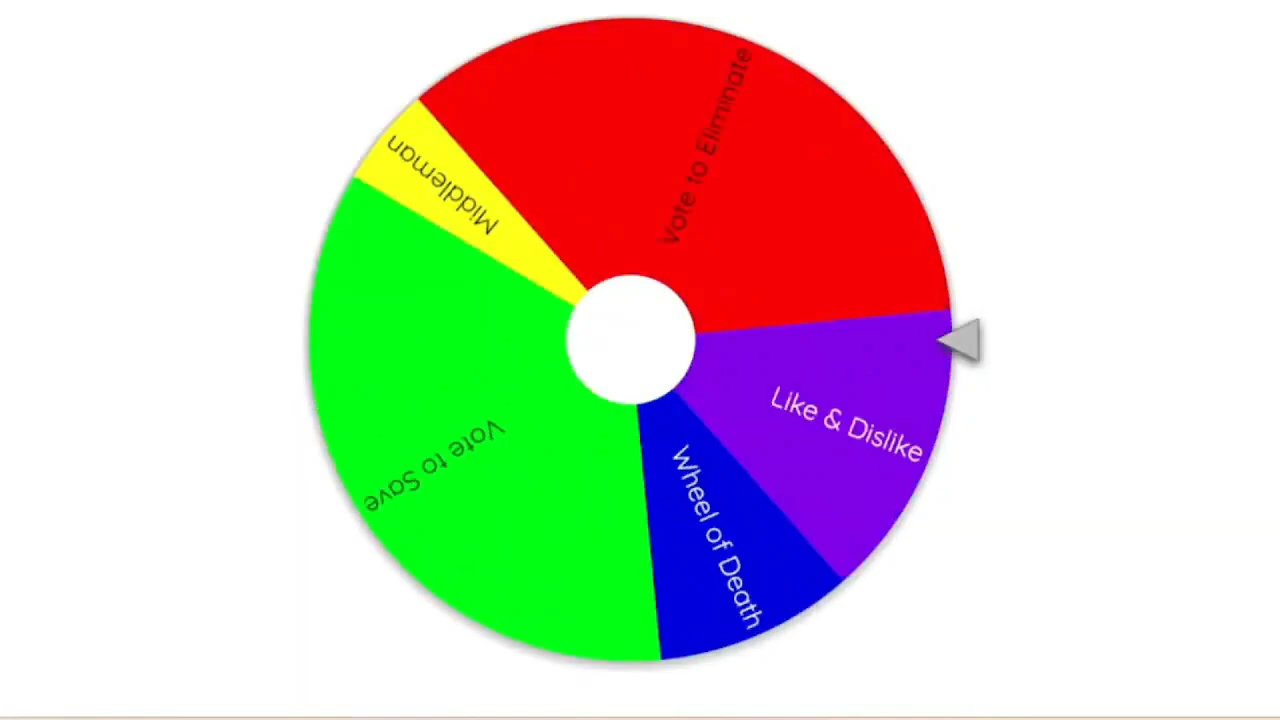 Vote to Eliminate
Middleman
Like & Dislike
Vote to Save
Wheel of Death